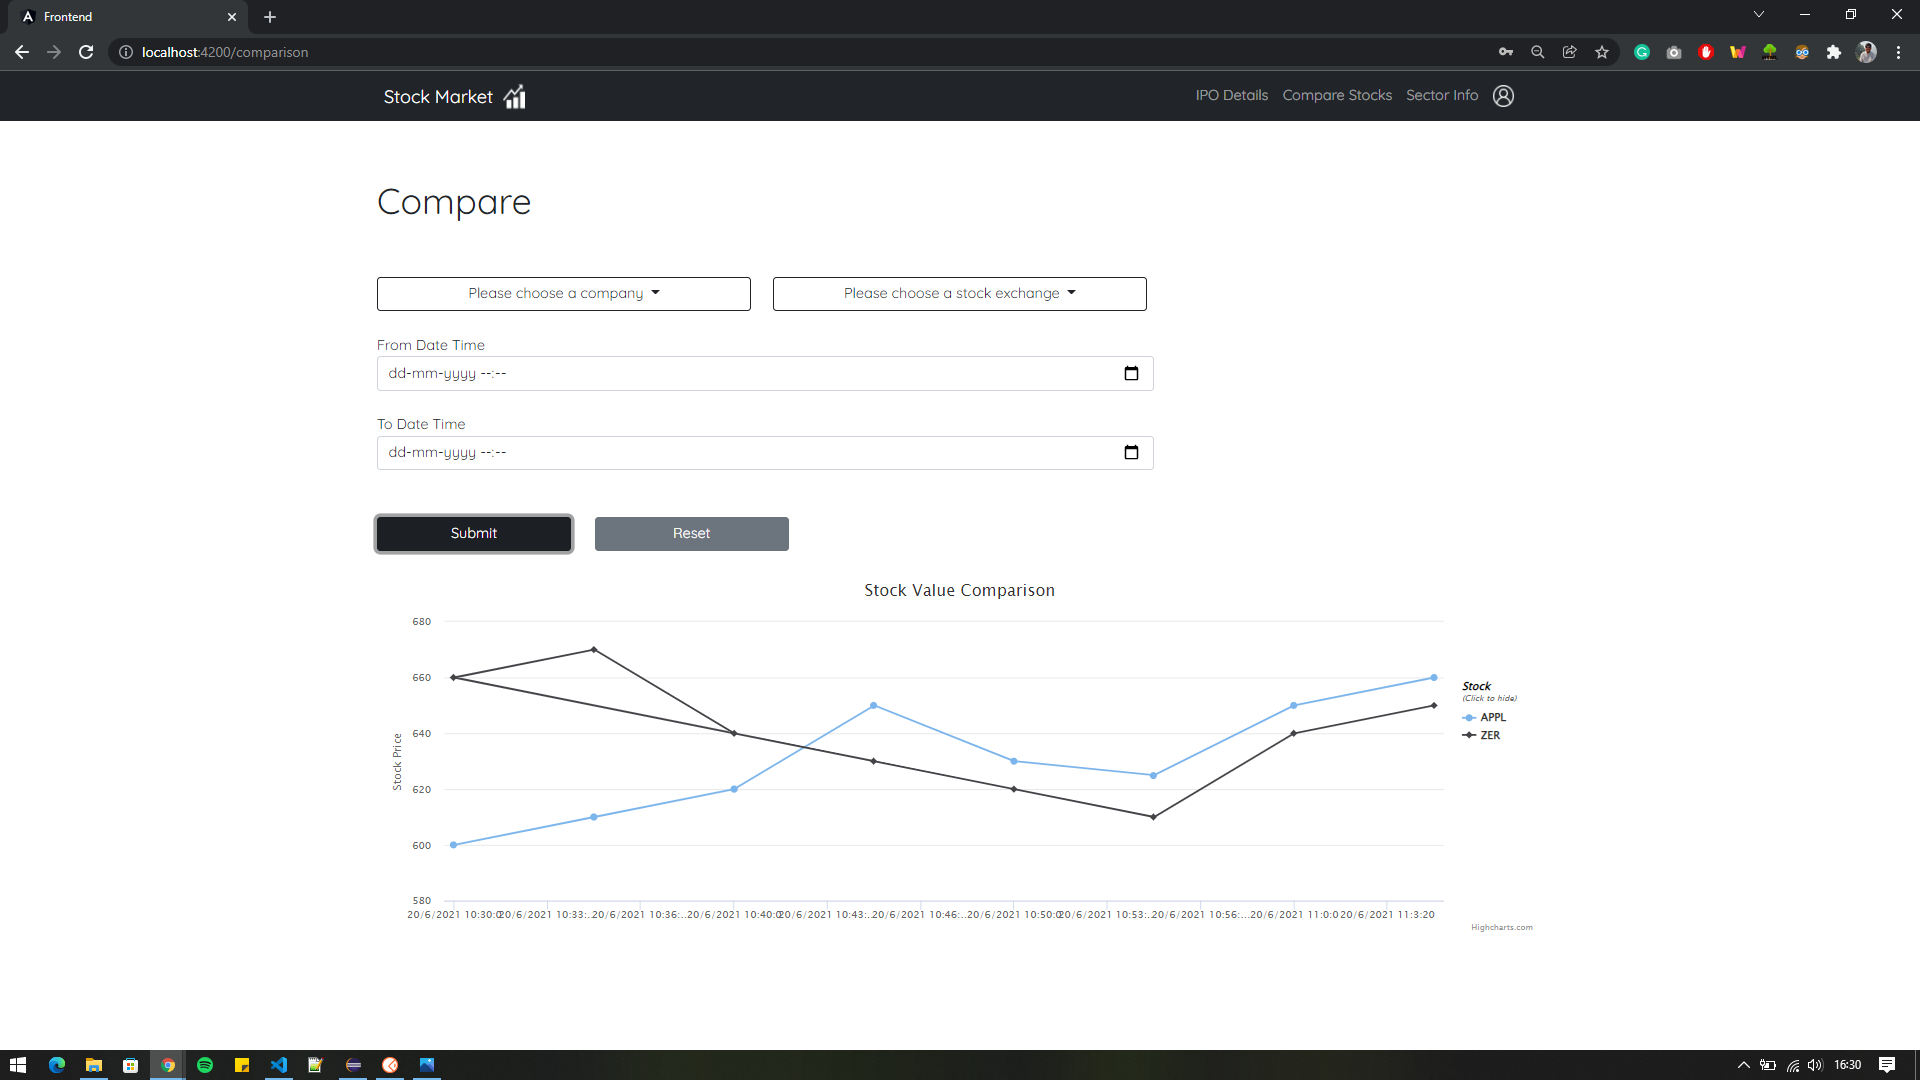 Frontend
localhost:4200/comparison
Stock Market
IPO Details Compare Stocks Sector Info
Compare
Please choose a company
Please choose a stock exchange
From Date Time
dd-mm-yyyy --:--
To Date Time
dd-mm-yyyy --:--
Submit
Reset
Stock Value Comparison
680
660
640
620
600
580
Stock Price
Stock
(Click to hide)
APPL
ZER
20/6/2021 10:30:0 20/6/2021 10:33:... 20/6/2021 10:36:... 20/6/2021 10:40:0 20/6/2021 10:43:... 20/6/2021 10:46:... 20/6/2021 10:50:0 20/6/2021 10:53:... 20/6/2021 10:56:... 20/6/2021 11:0:0 20/6/2021 11:3:20
Highcharts.com
16:30